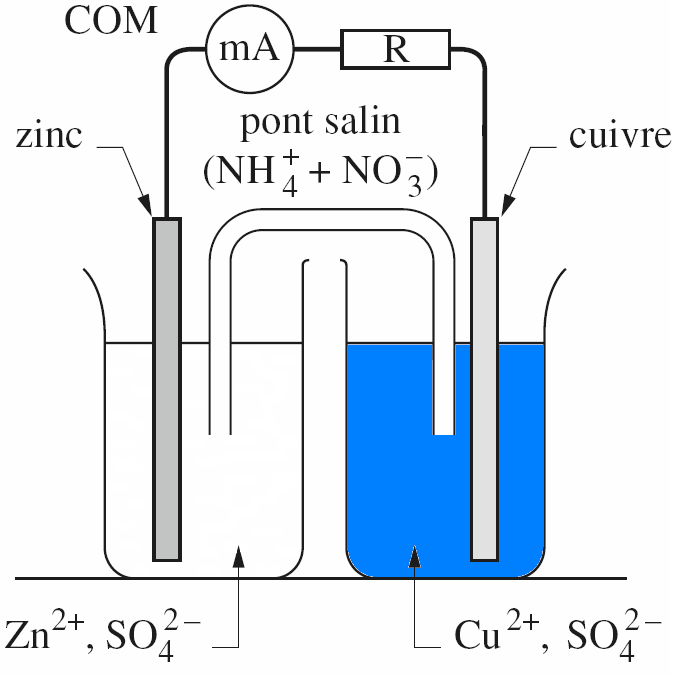 COM
mA
R
pont salin
(NH₄⁺ + NO₃⁻)
zinc
cuivre
Zn²⁺, SO₄²⁻
Cu²⁺, SO₄²⁻